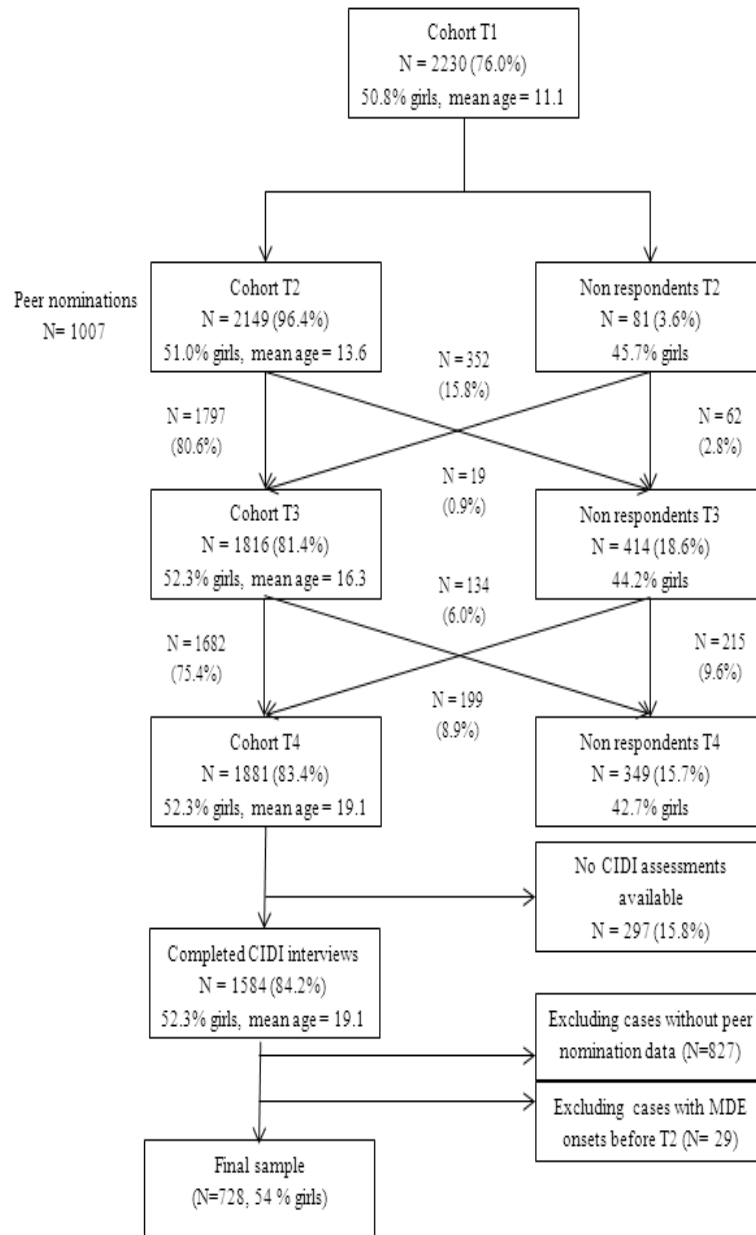 Cohort T1
N = 2230 (76.0%)
50.8% girls, mean age = 11.1
Peer nominations
N= 1007
Cohort T2
N = 2149 (96.4%)
51.0% girls, mean age = 13.6
Non respondents T2
N = 81 (3.6%)
45.7% girls
N = 1797
(80.6%)
N = 352
(15.8%)
N = 62
(2.8%)
N = 19
(0.9%)
Cohort T3
N = 1816 (81.4%)
52.3% girls, mean age = 16.3
Non respondents T3
N = 414 (18.6%)
44.2% girls
N = 1682
(75.4%)
N = 134
(6.0%)
N = 215
(9.6%)
N = 199
(8.9%)
Cohort T4
N = 1881 (83.4%)
52.3% girls, mean age = 19.1
Non respondents T4
N = 349 (15.7%)
42.7% girls
No CIDI assessments
available
N = 297 (15.8%)
Completed CIDI interviews
N = 1584 (84.2%)
52.3% girls, mean age = 19.1
Excluding cases without peer
nomination data (N=827)
Excluding cases with MDE
onsets before T2 (N= 29)
Final sample
(N=728, 54 % girls)